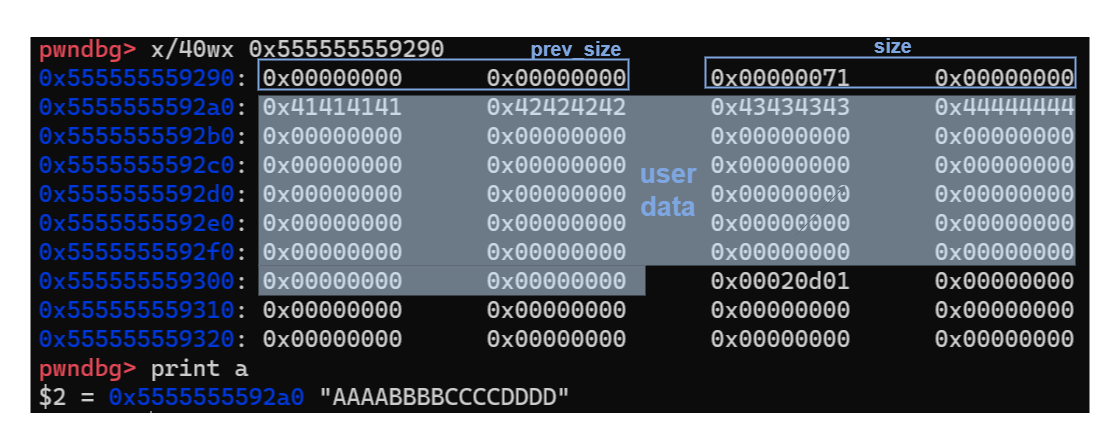 pwndbg> x/40wx 0x555555559290 prev_size size
0x555555559290: 0x00000000 0x00000000 0x00000071 0x00000000
0x5555555592a0: 0x41414141 0x42424242 0x43434343 0x44444444
0x5555555592b0: 0x00000000 0x00000000 0x00000000 0x00000000
0x5555555592c0: 0x00000000 0x00000000 user 0x00000000 0x00000000
0x5555555592d0: 0x00000000 0x00000000 data 0x00000000 0x00000000
0x5555555592e0: 0x00000000 0x00000000 0x00000000 0x00000000
0x5555555592f0: 0x00000000 0x00000000 0x00000000 0x00000000
0x555555559300: 0x00000000 0x00000000 0x00020d01 0x00000000
0x555555559310: 0x00000000 0x00000000 0x00000000 0x00000000
0x555555559320: 0x00000000 0x00000000 0x00000000 0x00000000
pwndbg> print a
$2 = 0x5555555592a0 "AAAABBBBCCCCDDDD"